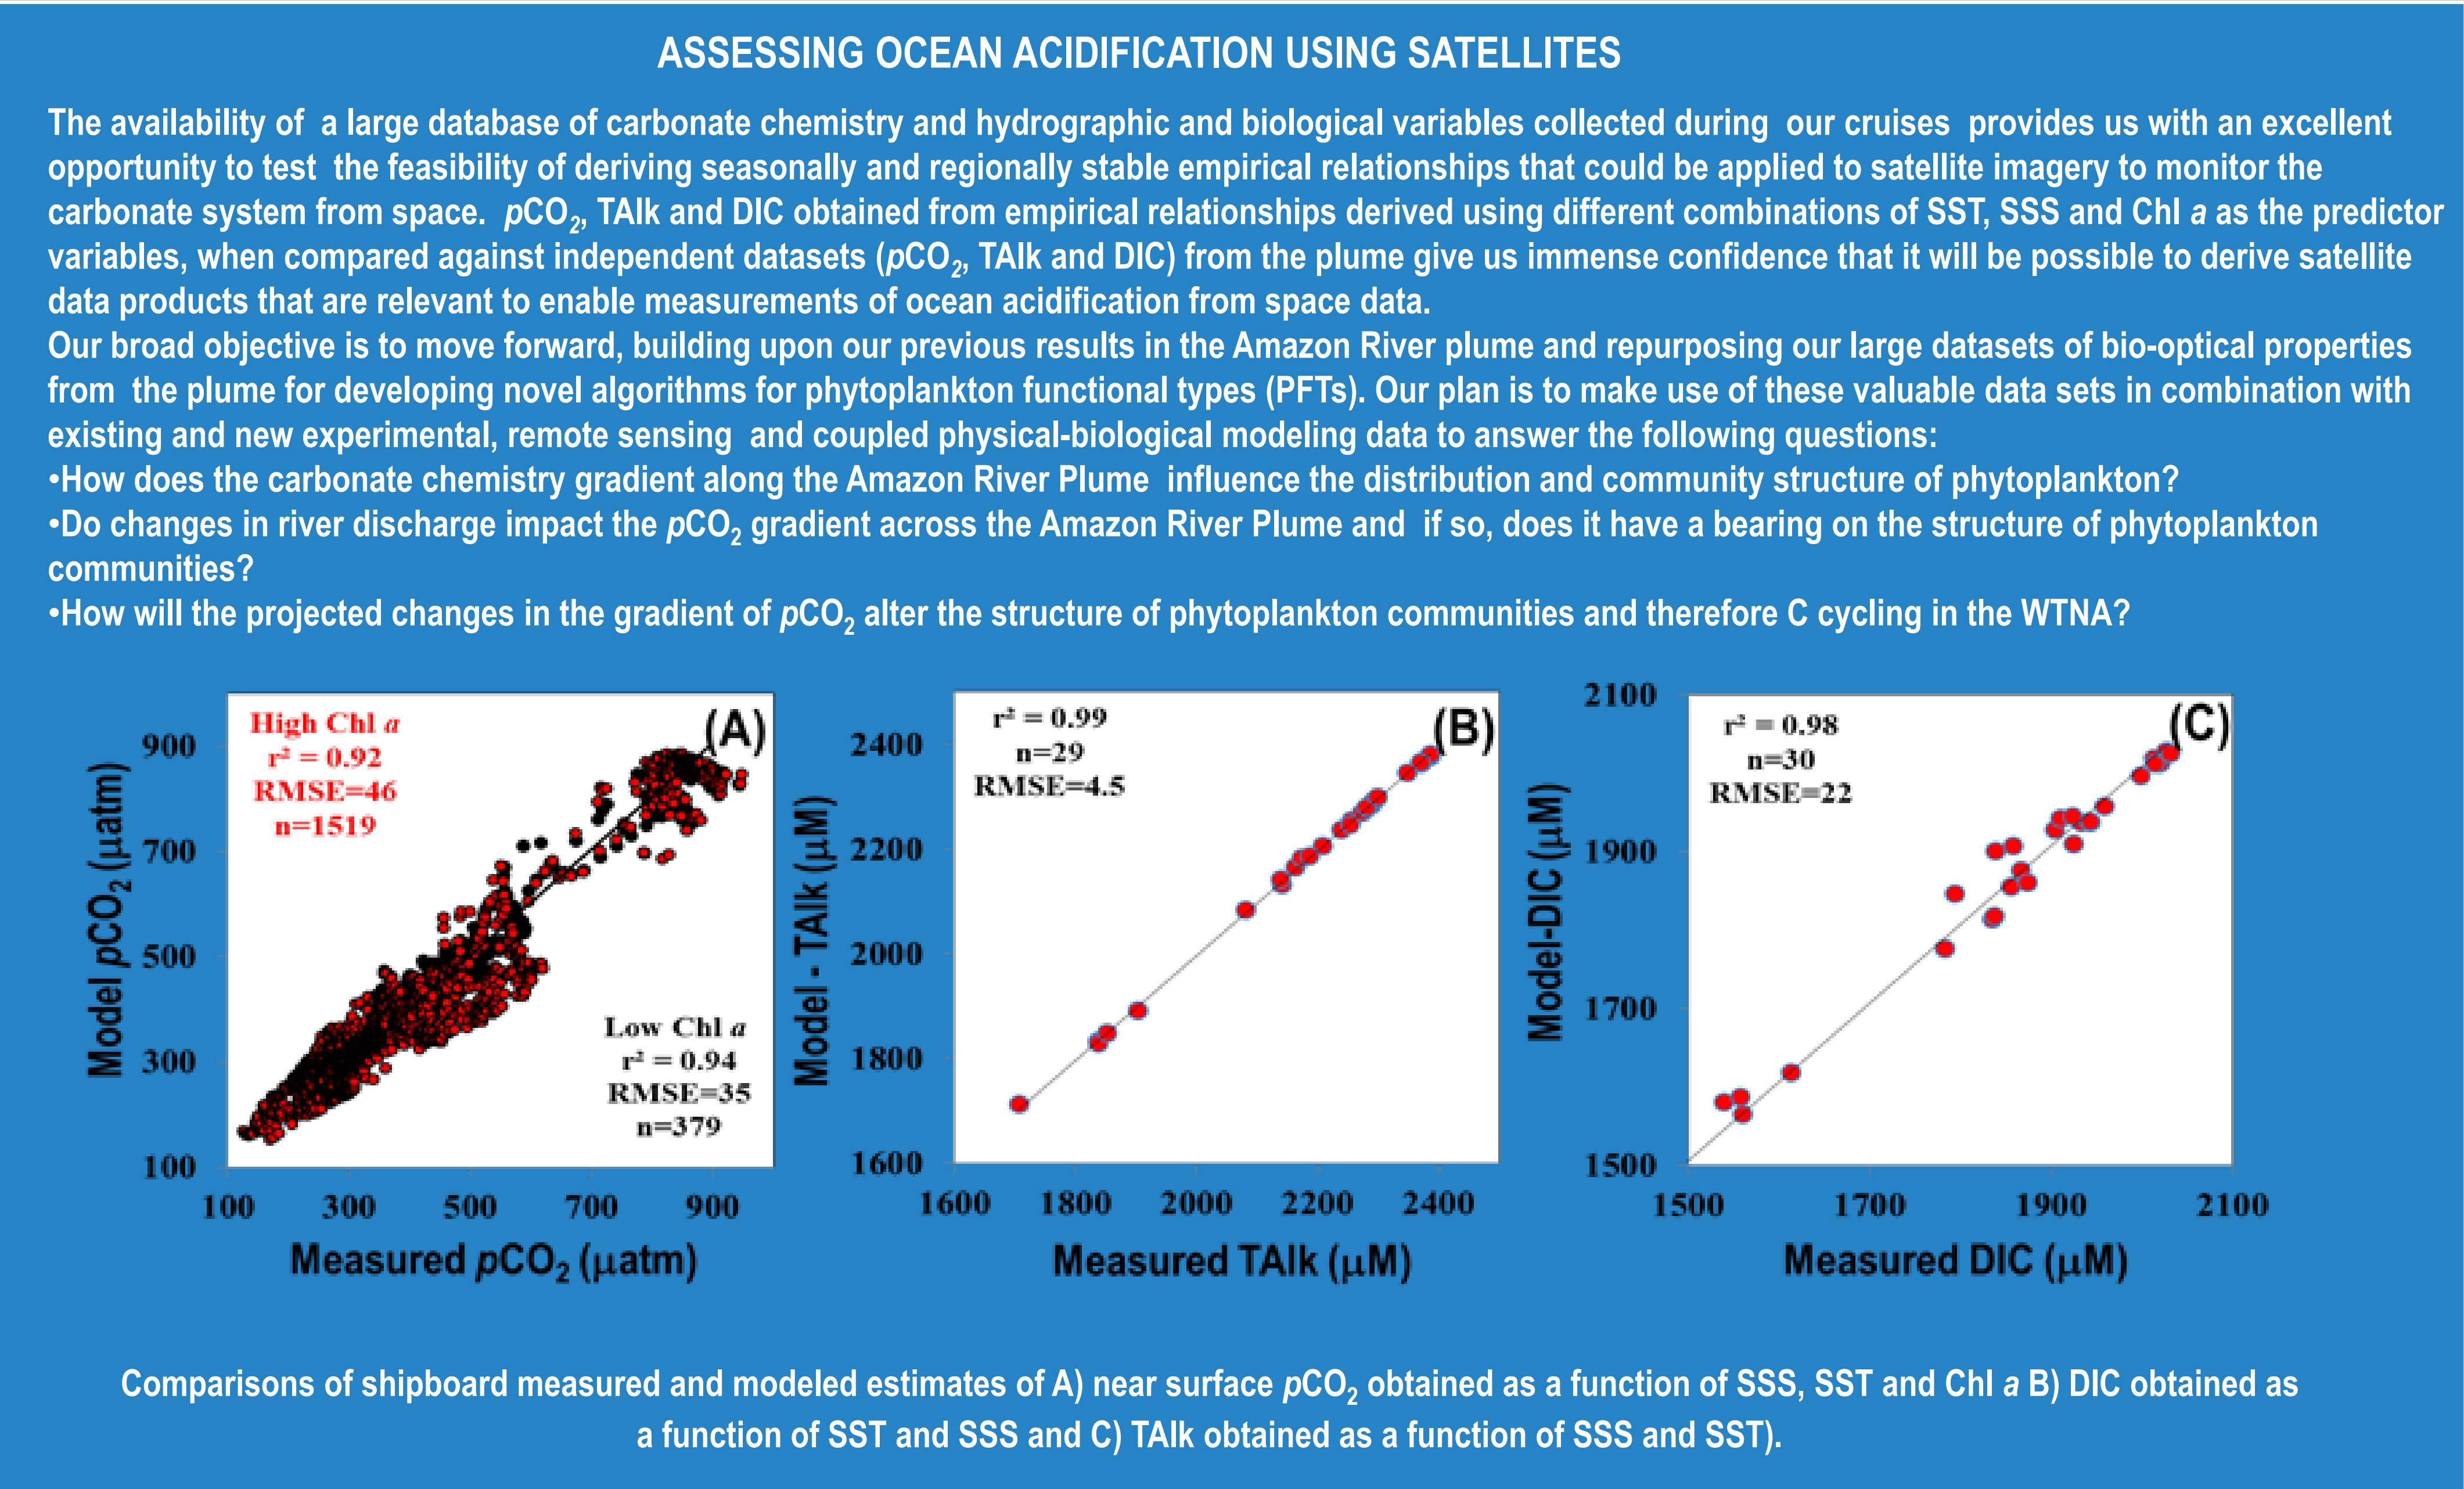 ASSESSING OCEAN ACIDIFICATION USING SATELLITES
The availability of a large database of carbonate chemistry and hydrographic and biological variables collected during our cruises provides us with an excellent
opportunity to test the feasibility of deriving seasonally and regionally stable empirical relationships that could be applied to satellite imagery to monitor the
carbonate system from space. pCO₂, TAlk and DIC obtained from empirical relationships derived using different combinations of SST, SSS and Chl a as the predictor
variables, when compared against independent datasets (pCO₂, TAlk and DIC) from the plume give us immense confidence that it will be possible to derive satellite
data products that are relevant to enable measurements of ocean acidification from space data.
Our broad objective is to move forward, building upon our previous results in the Amazon River plume and repurposing our large datasets of bio-optical properties
from the plume for developing novel algorithms for phytoplankton functional types (PFTs). Our plan is to make use of these valuable data sets in combination with
existing and new experimental, remote sensing and coupled physical-biological modeling data to answer the following questions:
•How does the carbonate chemistry gradient along the Amazon River Plume influence the distribution and community structure of phytoplankton?
•Do changes in river discharge impact the pCO₂ gradient across the Amazon River Plume and if so, does it have a bearing on the structure of phytoplankton
communities?
•How will the projected changes in the gradient of pCO₂ alter the structure of phytoplankton communities and therefore C cycling in the WTNA?
(A)
High Chl a
r² = 0.92
RMSE=46
n=1519
Low Chl a
r² = 0.94
RMSE=35
n=379
Model pCO₂ (μatm)
900
700
500
300
100
100 300 500 700 900
Measured pCO₂ (μatm)
(B)
r² = 0.99
n=29
RMSE=4.5
Model - TAlk (μM)
2400
2200
2000
1800
1600
1600 1800 2000 2200 2400
Measured TAlk (μM)
(C)
r² = 0.98
n=30
RMSE=22
Model-DIC (μM)
2100
1900
1700
1500
1500 1700 1900 2100
Measured DIC (μM)
Comparisons of shipboard measured and modeled estimates of A) near surface pCO₂ obtained as a function of SSS, SST and Chl a B) DIC obtained as
a function of SST and SSS and C) TAlk obtained as a function of SSS and SST).